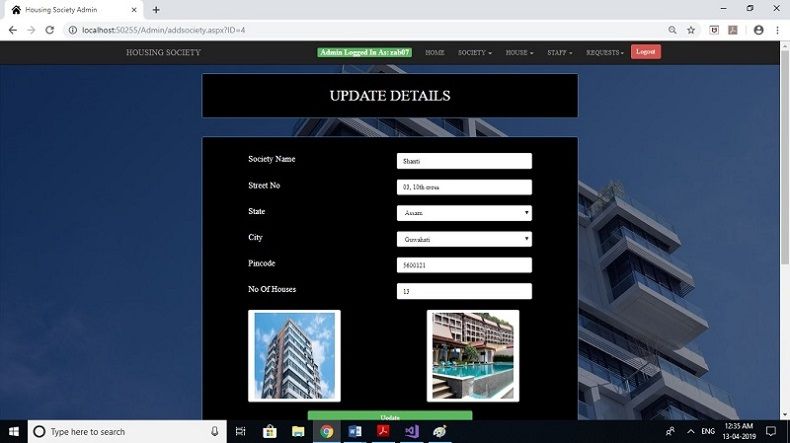 Housing Society Admin
localhost:50255/Admin/addsociety.aspx?ID=4
HOUSING SOCIETY
Admin Logged In As: zab07
HOME
SOCIETY
HOUSE
STAFF
REQUESTS
Logout
UPDATE DETAILS
Society Name
Shanti
Street No
03, 10th cross
State
Assam
City
Guwahati
Pincode
5600121
No Of Houses
13
Update
Type here to search
ENG
12:35 AM
13-04-2019